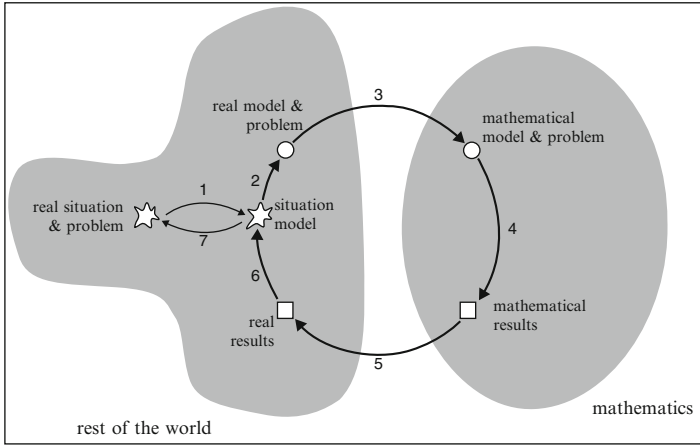 real model &
problem
3
mathematical
model & problem
real situation
& problem
1
2
situation
model
7
4
6
real
results
mathematical
results
5
rest of the world
mathematics